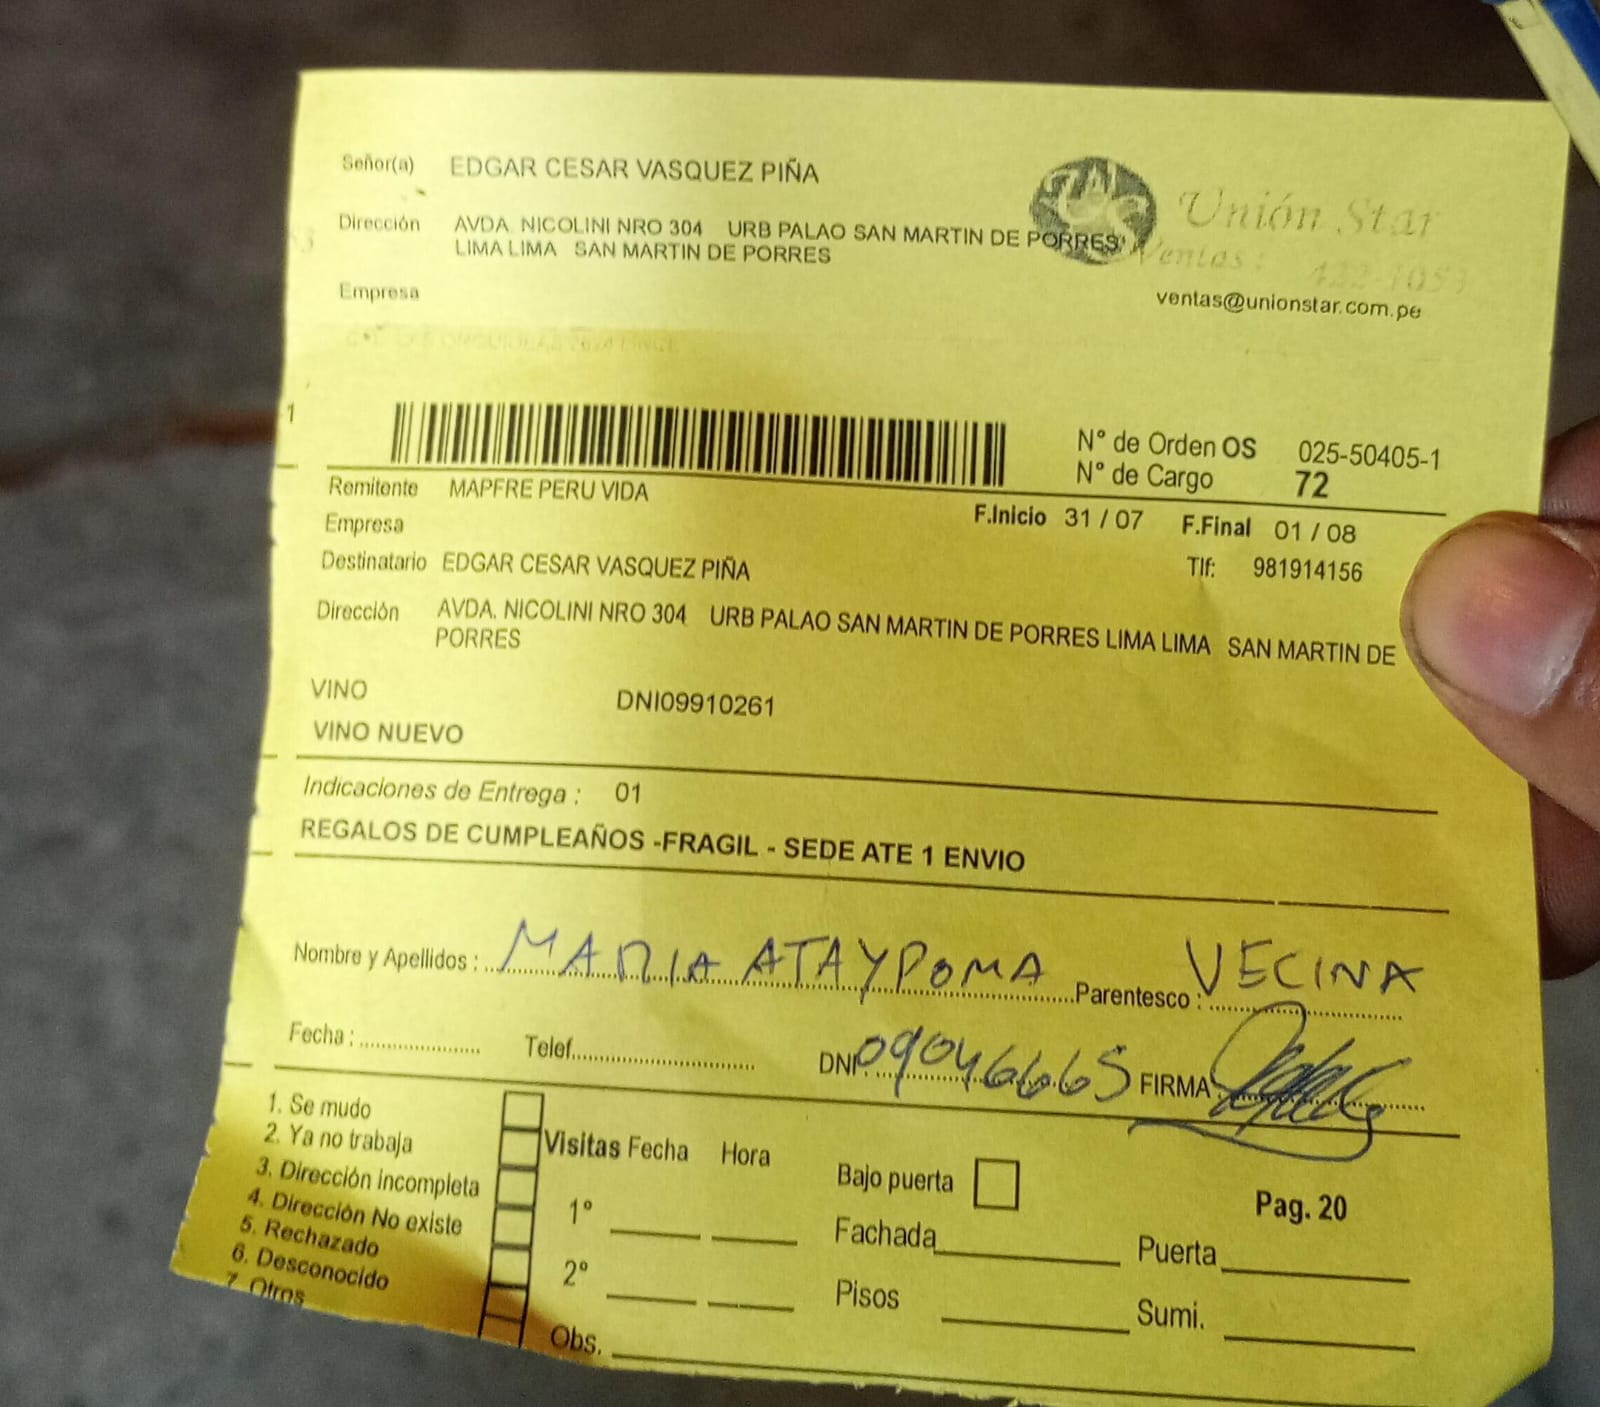 Señor(a) EDGAR CESAR VASQUEZ PIÑA
Unión Star
Dirección AVDA. NICOLINI NRO 304 URB PALAO SAN MARTIN DE PORRES
LIMA LIMA SAN MARTIN DE PORRES
Ventas: 422-1053
Empresa
ventas@unionstar.com.pe
1
N° de Orden OS 025-50405-1
N° de Cargo 72
Remitente MAPFRE PERU VIDA
F.Inicio 31 / 07 F.Final 01 / 08
Empresa
Destinatario EDGAR CESAR VASQUEZ PIÑA
Tlf: 981914156
Dirección AVDA. NICOLINI NRO 304 URB PALAO SAN MARTIN DE PORRES LIMA LIMA SAN MARTIN DE
PORRES
VINO DNI09910261
VINO NUEVO
Indicaciones de Entrega : 01
REGALOS DE CUMPLEAÑOS -FRAGIL - SEDE ATE 1 ENVIO
Nombre y Apellidos : MARIA ATAYPOMA Parentesco : VECINA
Fecha : Telef. DNI 09046665 FIRMA
1. Se mudo
2. Ya no trabaja
3. Dirección incompleta
4. Dirección No existe
5. Rechazado
6. Desconocido
7. Otros
Visitas Fecha Hora
1°
2°
Obs.
Bajo puerta
Pag. 20
Fachada Puerta
Pisos Sumi.